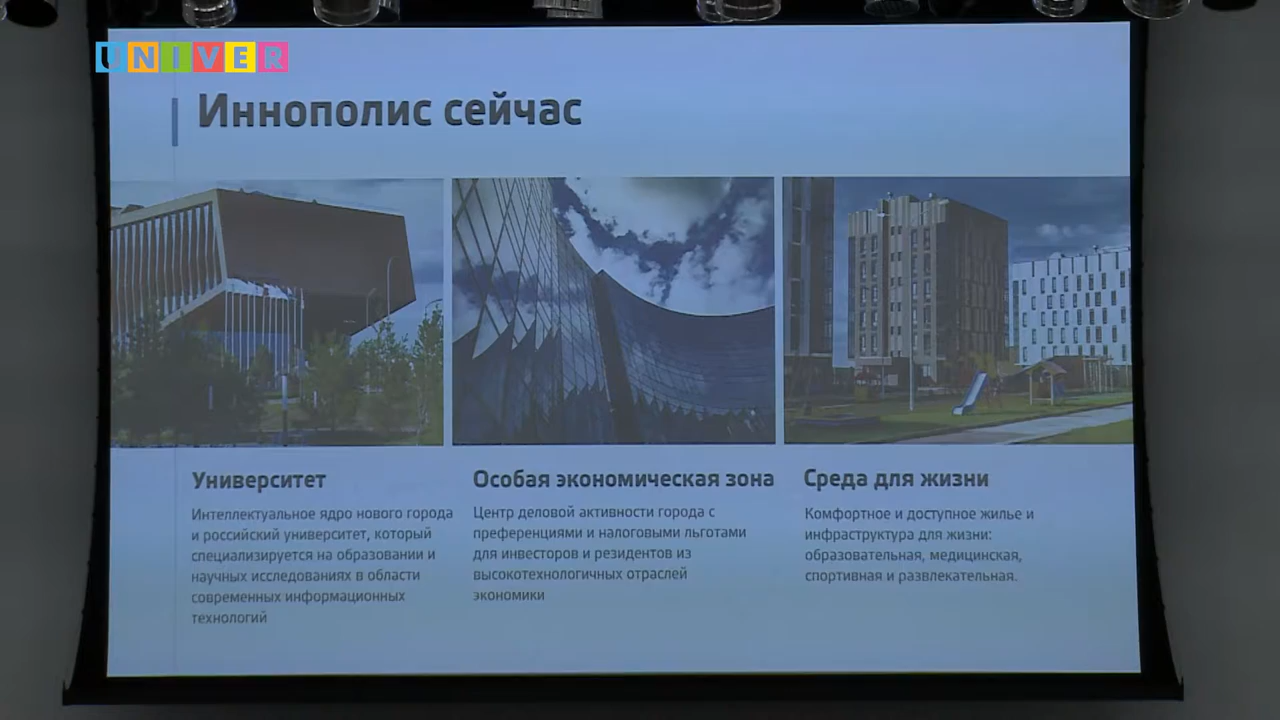 UNIVER
Иннополис сейчас
Университет
Интеллектуальное ядро нового города
и российский университет, который
специализируется на образовании и
научных исследованиях в области
современных информационных
технологий
Особая экономическая зона
Центр деловой активности города с
преференциями и налоговыми льготами
для инвесторов и резидентов из
высокотехнологичных отраслей
экономики
Среда для жизни
Комфортное и доступное жилье и
инфраструктура для жизни:
образовательная, медицинская,
спортивная и развлекательная.